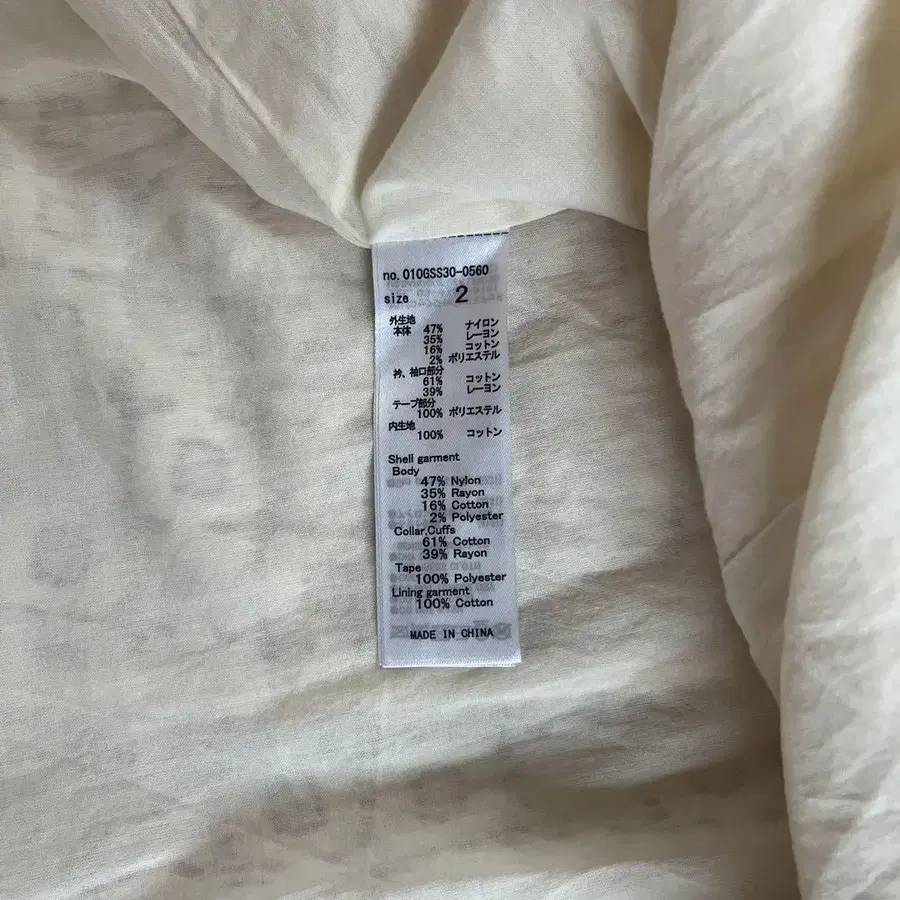 no. 010GSS30-0560
size 2
外生地
本体 47% ナイロン
35% レーヨン
16% コットン
2% ポリエステル
衿、袖口部分
61% コットン
39% レーヨン
テープ部分
100% ポリエステル
内生地
100% コットン
Shell garment
Body
47% Nylon
35% Rayon
16% Cotton
2% Polyester
Collar,Cuffs
61% Cotton
39% Rayon
Tape
100% Polyester
Lining garment
100% Cotton
MADE IN CHINA